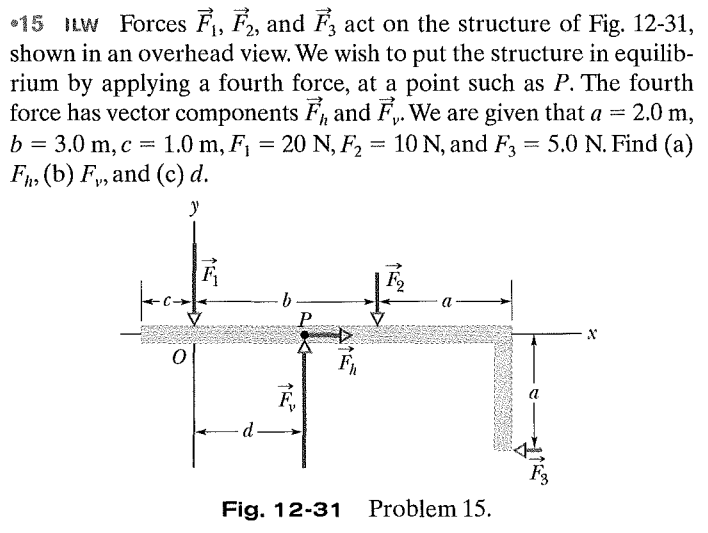 •15 ILW Forces F⃗₁, F⃗₂, and F⃗₃ act on the structure of Fig. 12-31,
shown in an overhead view. We wish to put the structure in equilib-
rium by applying a fourth force, at a point such as P. The fourth
force has vector components F⃗ₕ and F⃗ᵥ. We are given that a = 2.0 m,
b = 3.0 m, c = 1.0 m, F₁ = 20 N, F₂ = 10 N, and F₃ = 5.0 N. Find (a)
Fₕ, (b) Fᵥ, and (c) d.
y
F⃗₁
F⃗₂
c
b
a
P
x
O
F⃗ₕ
F⃗ᵥ
a
d
F⃗₃
Fig. 12-31 Problem 15.